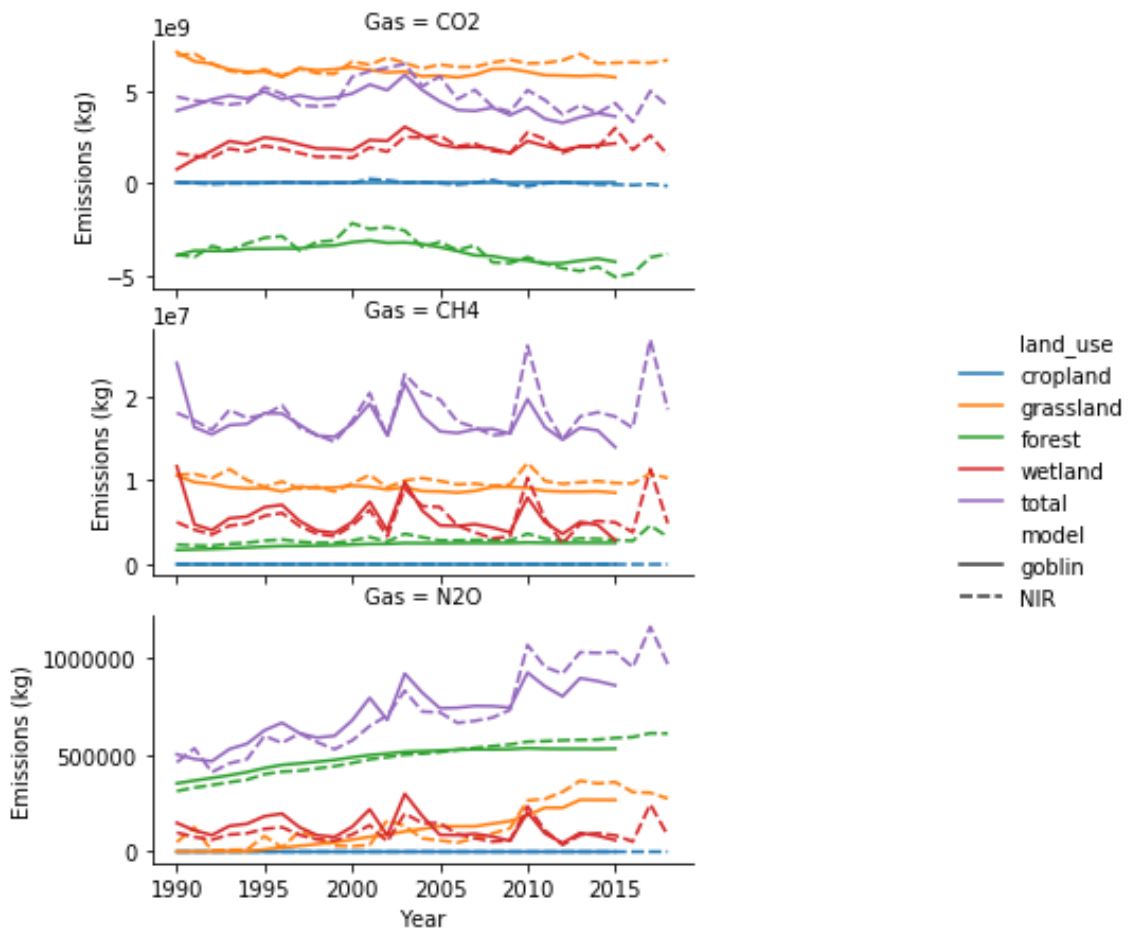 1e9
Gas = CO2
5
0
−5
Emissions (kg)
1e7
Gas = CH4
2
1
0
Emissions (kg)
Gas = N2O
1000000
500000
0
Emissions (kg)
1990 1995 2000 2005 2010 2015
Year
land_use
cropland
grassland
forest
wetland
total
model
goblin
NIR